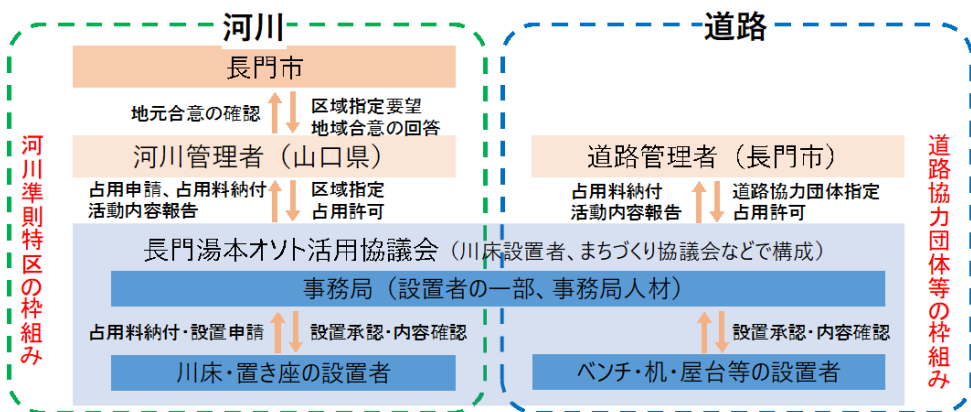 河川
道路
長門市
地元合意の確認
区域指定要望
地域合意の回答
河川管理者（山口県）
道路管理者（長門市）
占用申請、占用料納付
活動内容報告
区域指定
占用許可
占用料納付
活動内容報告
道路協力団体指定
占用許可
長門湯本オソト活用協議会（川床設置者、まちづくり協議会などで構成）
事務局（設置者の一部、事務局人材）
占用料納付・設置申請
設置承認・内容確認
設置承認・内容確認
川床・置き座の設置者
ベンチ・机・屋台等の設置者
河川準則特区の枠組み
道路協力団体等の枠組み